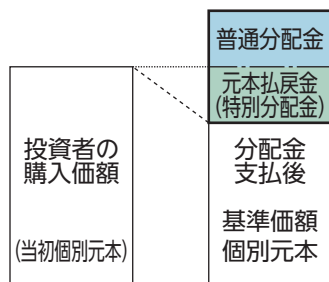 普通分配金
元本払戻金
(特別分配金)
投資者の
購入価額
(当初個別元本)
分配金
支払後
基準価額
個別元本